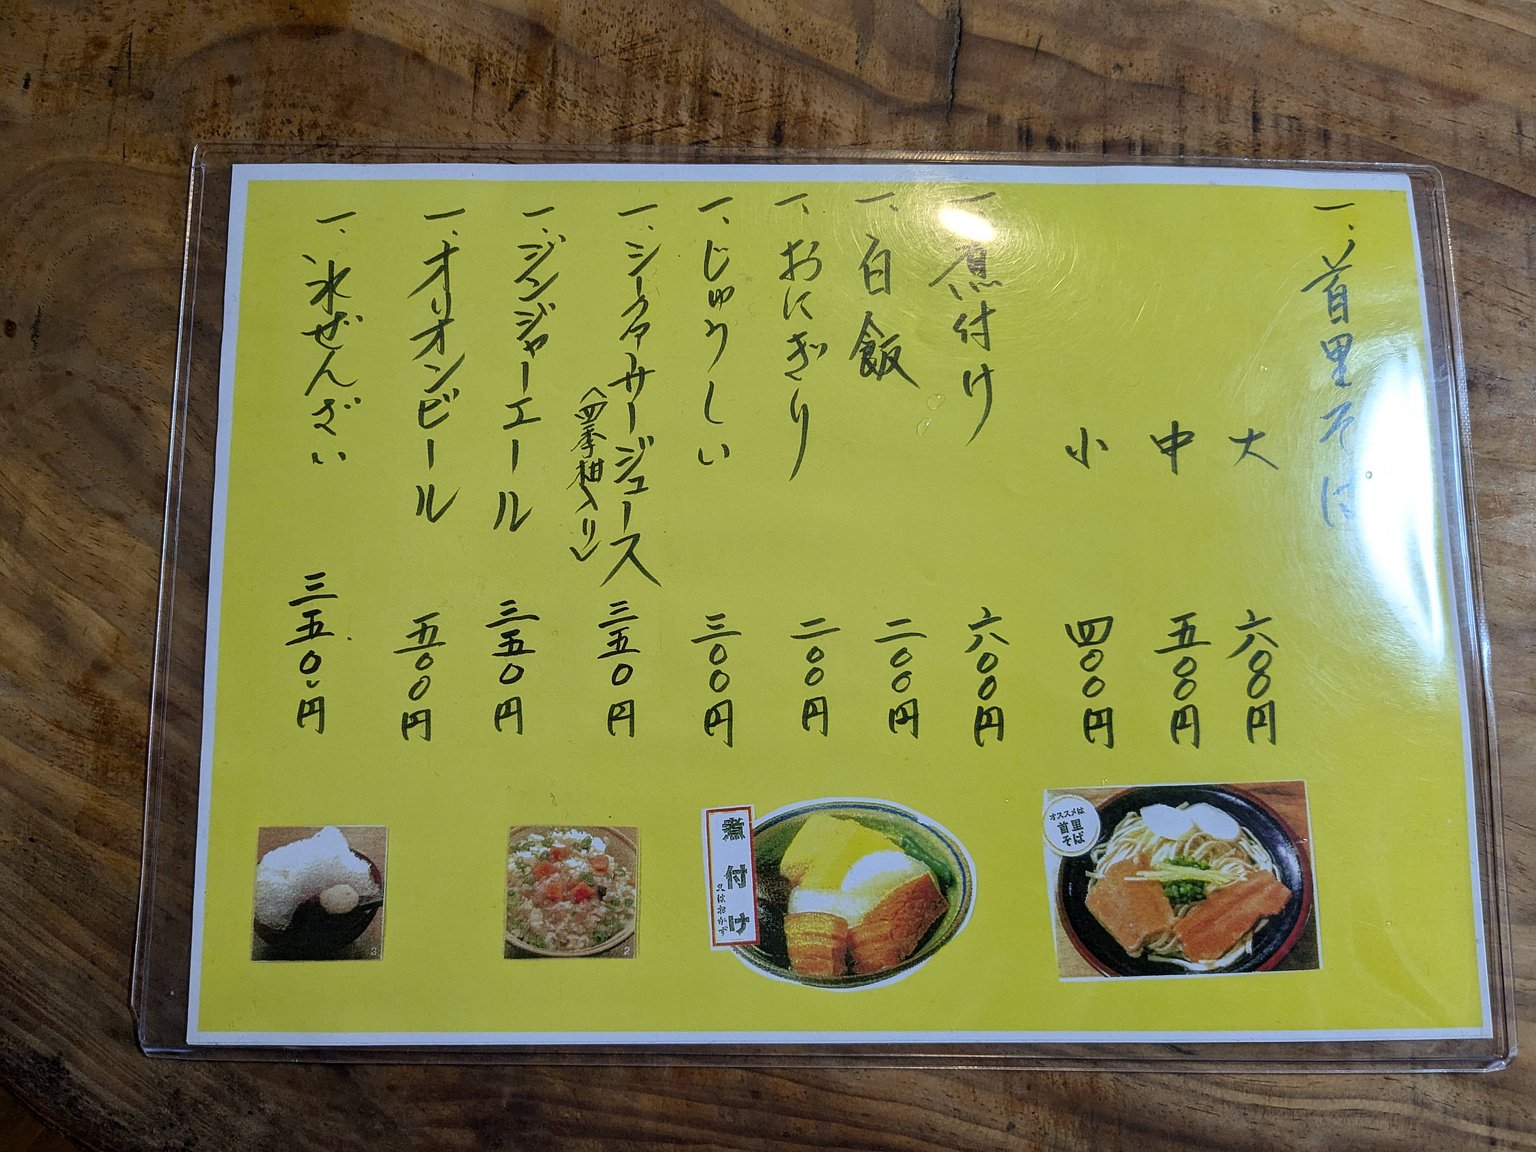 一、首里そば
大 六〇〇円
中 五〇〇円
小 四〇〇円
一、煮付け 六〇〇円
一、白飯 二〇〇円
一、おにぎり 二〇〇円
一、じゅうしい 三〇〇円
一、シークァーサージュース 三五〇円
〈四季柑入り〉
一、ジンジャーエール 三五〇円
一、オリオンビール 五〇〇円
一、氷ぜんざい 三五〇円
オススメは
首里
そば
煮付け
又はおかず